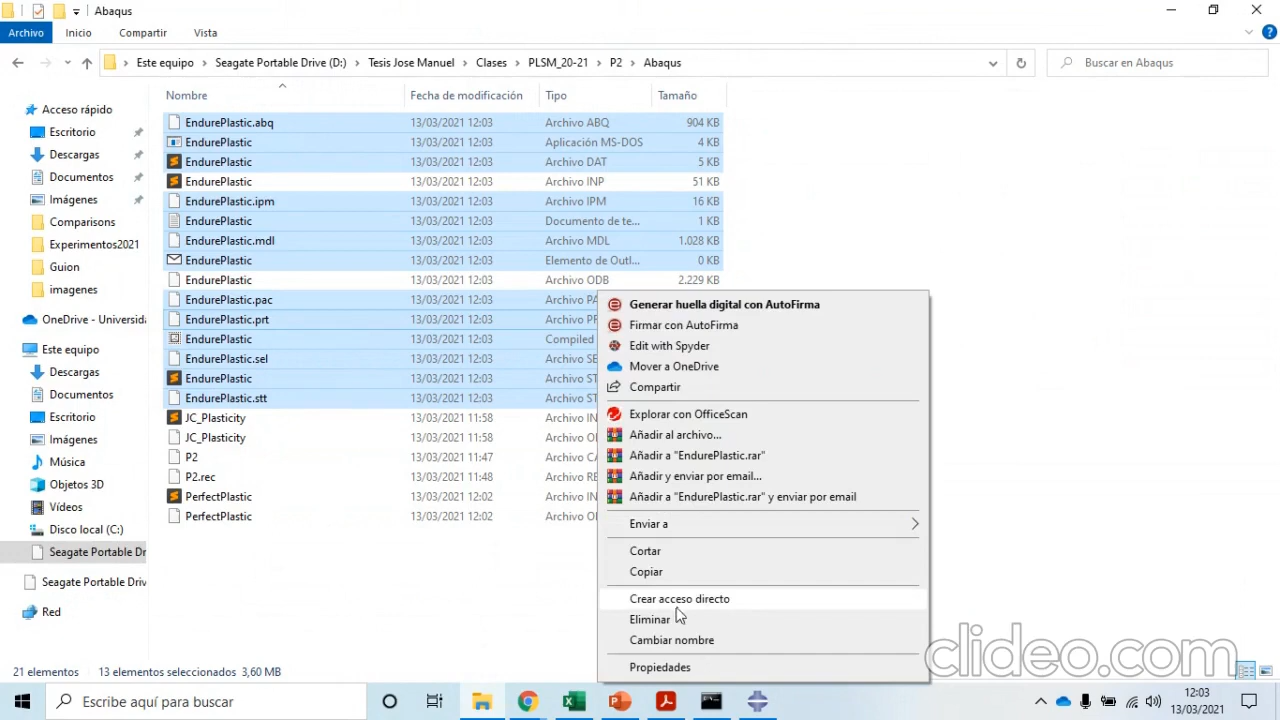 Abaqus
Archivo Inicio Compartir Vista
Este equipo Seagate Portable Drive (D:) Tesis Jose Manuel Clases PLSM_20-21 P2 Abaqus
Buscar en Abaqus
Nombre Fecha de modificación Tipo Tamaño
Acceso rápido
Escritorio
Descargas
Documentos
Imágenes
Comparisons
Experimentos2021
Guion
imagenes
OneDrive - Universida
Este equipo
Descargas
Documentos
Escritorio
Imágenes
Música
Objetos 3D
Vídeos
Disco local (C:)
Seagate Portable Dr
Seagate Portable Driv
Red
EndurePlastic.abq 13/03/2021 12:03 Archivo ABQ 904 KB
EndurePlastic 13/03/2021 12:03 Aplicación MS-DOS 4 KB
EndurePlastic 13/03/2021 12:03 Archivo DAT 5 KB
EndurePlastic 13/03/2021 12:03 Archivo INP 51 KB
EndurePlastic.ipm 13/03/2021 12:03 Archivo IPM 16 KB
EndurePlastic 13/03/2021 12:03 Documento de te... 1 KB
EndurePlastic.mdl 13/03/2021 12:03 Archivo MDL 1.028 KB
EndurePlastic 13/03/2021 12:03 Elemento de Outl... 0 KB
EndurePlastic 13/03/2021 12:03 Archivo ODB 2.229 KB
EndurePlastic.pac 13/03/2021 12:03 Archivo PA
EndurePlastic.prt 13/03/2021 12:03 Archivo PR
EndurePlastic 13/03/2021 12:03 Compiled
EndurePlastic.sel 13/03/2021 12:03 Archivo SE
EndurePlastic 13/03/2021 12:03 Archivo ST
EndurePlastic.stt 13/03/2021 12:03 Archivo ST
JC_Plasticity 13/03/2021 11:58 Archivo IN
JC_Plasticity 13/03/2021 11:58 Archivo O
P2 13/03/2021 11:48 Archivo CA
P2.rec 13/03/2021 11:48 Archivo RE
PerfectPlastic 13/03/2021 12:02 Archivo IN
PerfectPlastic 13/03/2021 12:02 Archivo O
Generar huella digital con AutoFirma
Firmar con AutoFirma
Edit with Spyder
Mover a OneDrive
Compartir
Explorar con OfficeScan
Añadir al archivo...
Añadir a "EndurePlastic.rar"
Añadir y enviar por email...
Añadir a "EndurePlastic.rar" y enviar por email
Enviar a
Cortar
Copiar
Crear acceso directo
Eliminar
Cambiar nombre
Propiedades
clideo.com
21 elementos 13 elementos seleccionados 3,60 MB
Escribe aquí para buscar
12:03
13/03/2021